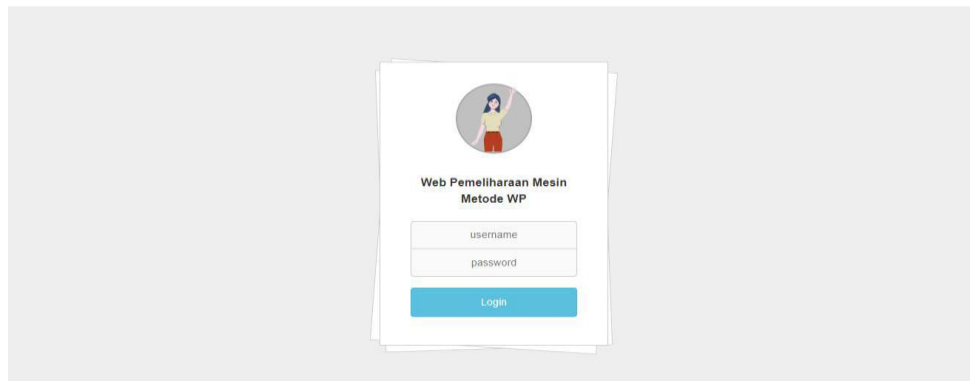 Web Pemeliharaan Mesin
Metode WP
username
password
Login